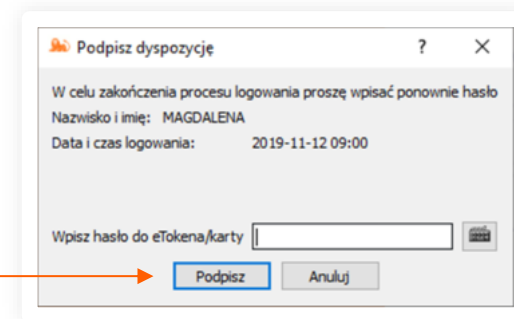 Podpisz dyspozycję
W celu zakończenia procesu logowania proszę wpisać ponownie hasło
Nazwisko i imię: MAGDALENA
Data i czas logowania: 2019-11-12 09:00
Wpisz hasło do eTokena/karty
Podpisz Anuluj